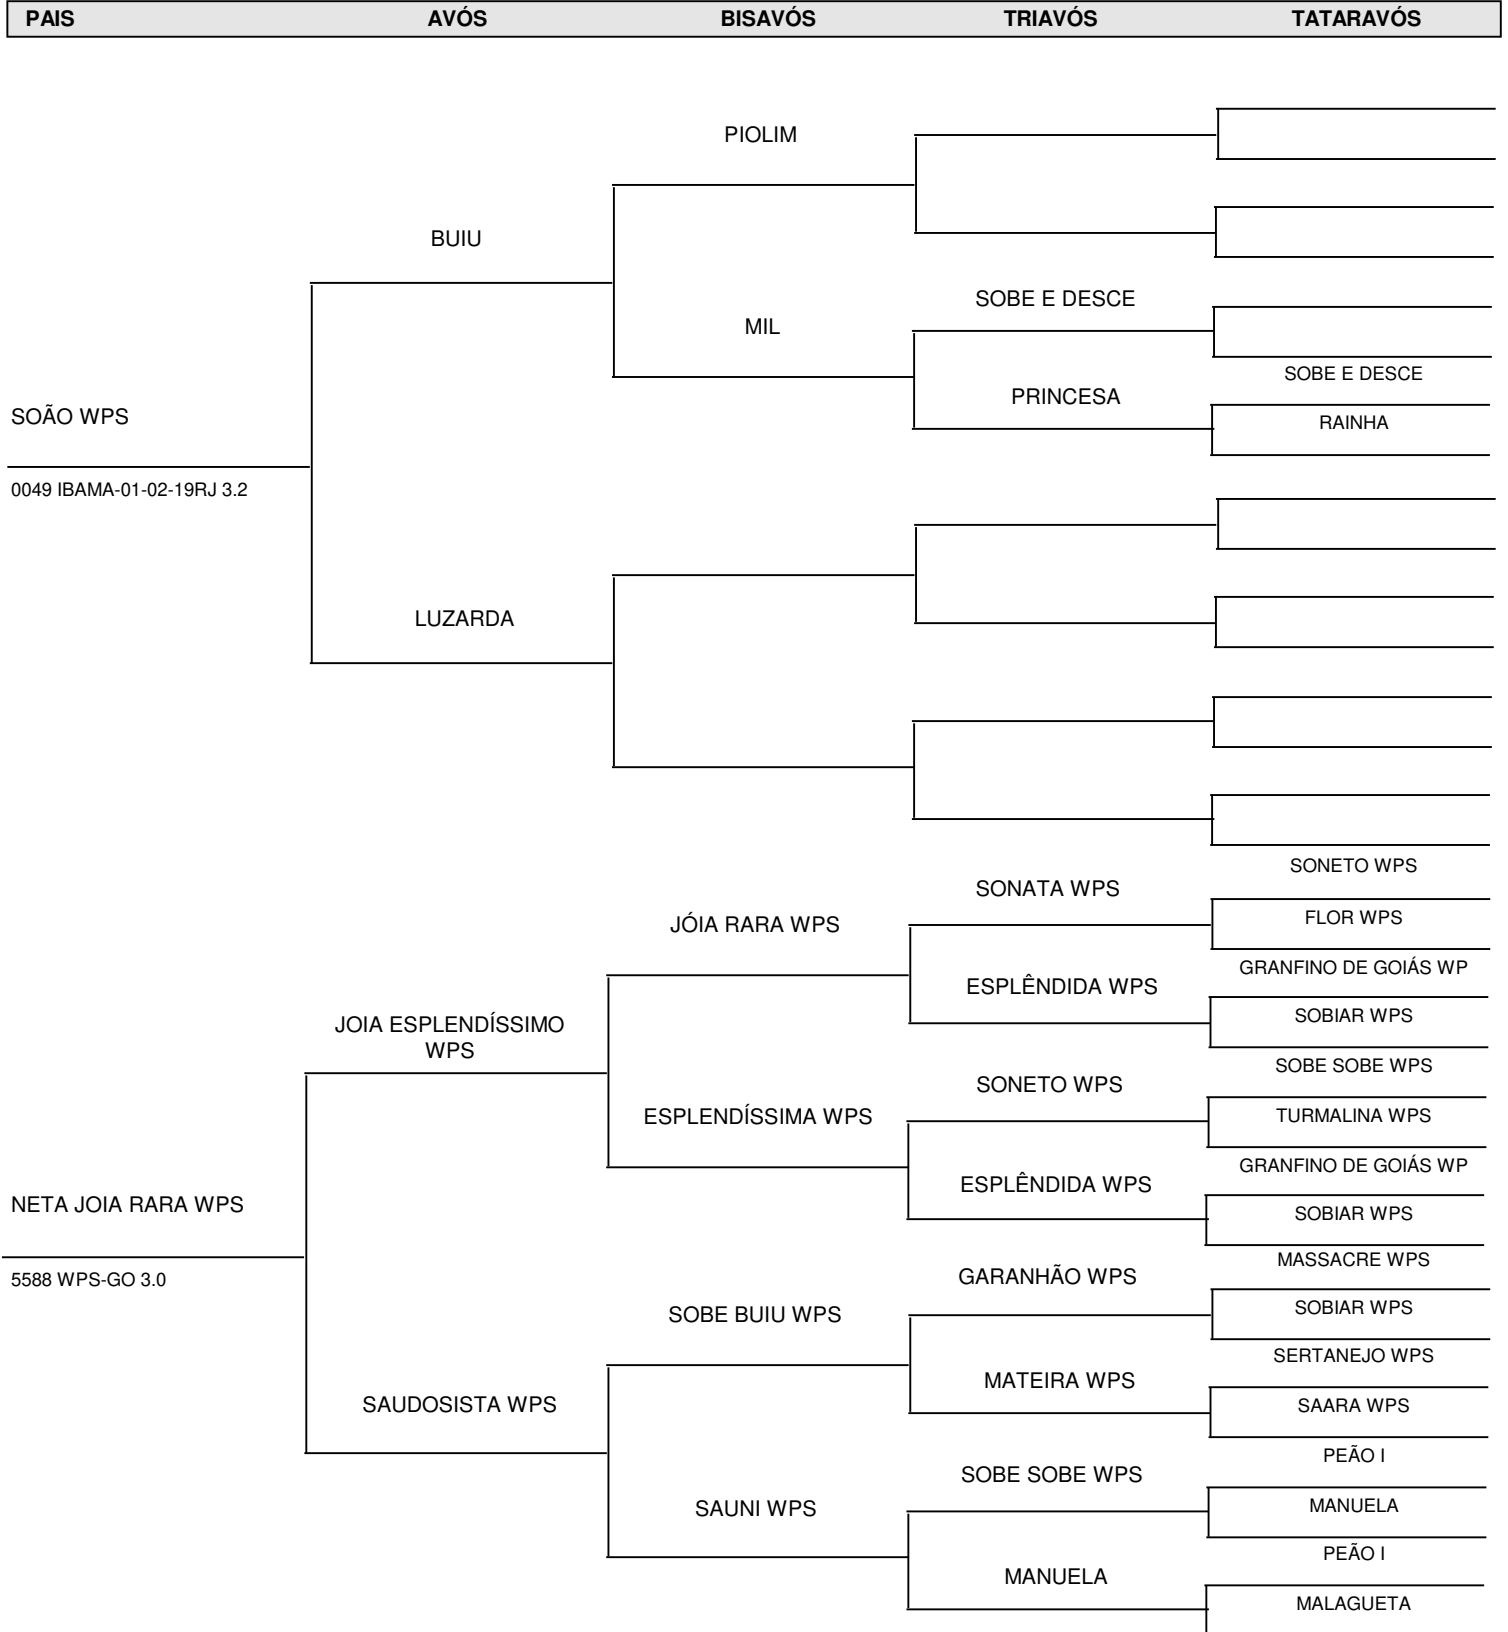 PAIS AVÓS BISAVÓS TRIAVÓS TATARAVÓS
PIOLIM
BUIU
SOBE E DESCE
MIL
SOBE E DESCE
PRINCESA
SOÃO WPS
RAINHA
0049 IBAMA-01-02-19RJ 3.2
LUZARDA
SONETO WPS
SONATA WPS
FLOR WPS
JÓIA RARA WPS
GRANFINO DE GOIÁS WP
ESPLÊNDIDA WPS
SOBIAR WPS
JOIA ESPLENDÍSSIMO
WPS
SOBE SOBE WPS
SONETO WPS
TURMALINA WPS
ESPLENDÍSSIMA WPS
GRANFINO DE GOIÁS WP
ESPLÊNDIDA WPS
NETA JOIA RARA WPS
SOBIAR WPS
MASSACRE WPS
GARANHÃO WPS
5588 WPS-GO 3.0
SOBIAR WPS
SOBE BUIU WPS
SERTANEJO WPS
MATEIRA WPS
SAUDOSISTA WPS
SAARA WPS
PEÃO I
SOBE SOBE WPS
MANUELA
SAUNI WPS
PEÃO I
MANUELA
MALAGUETA